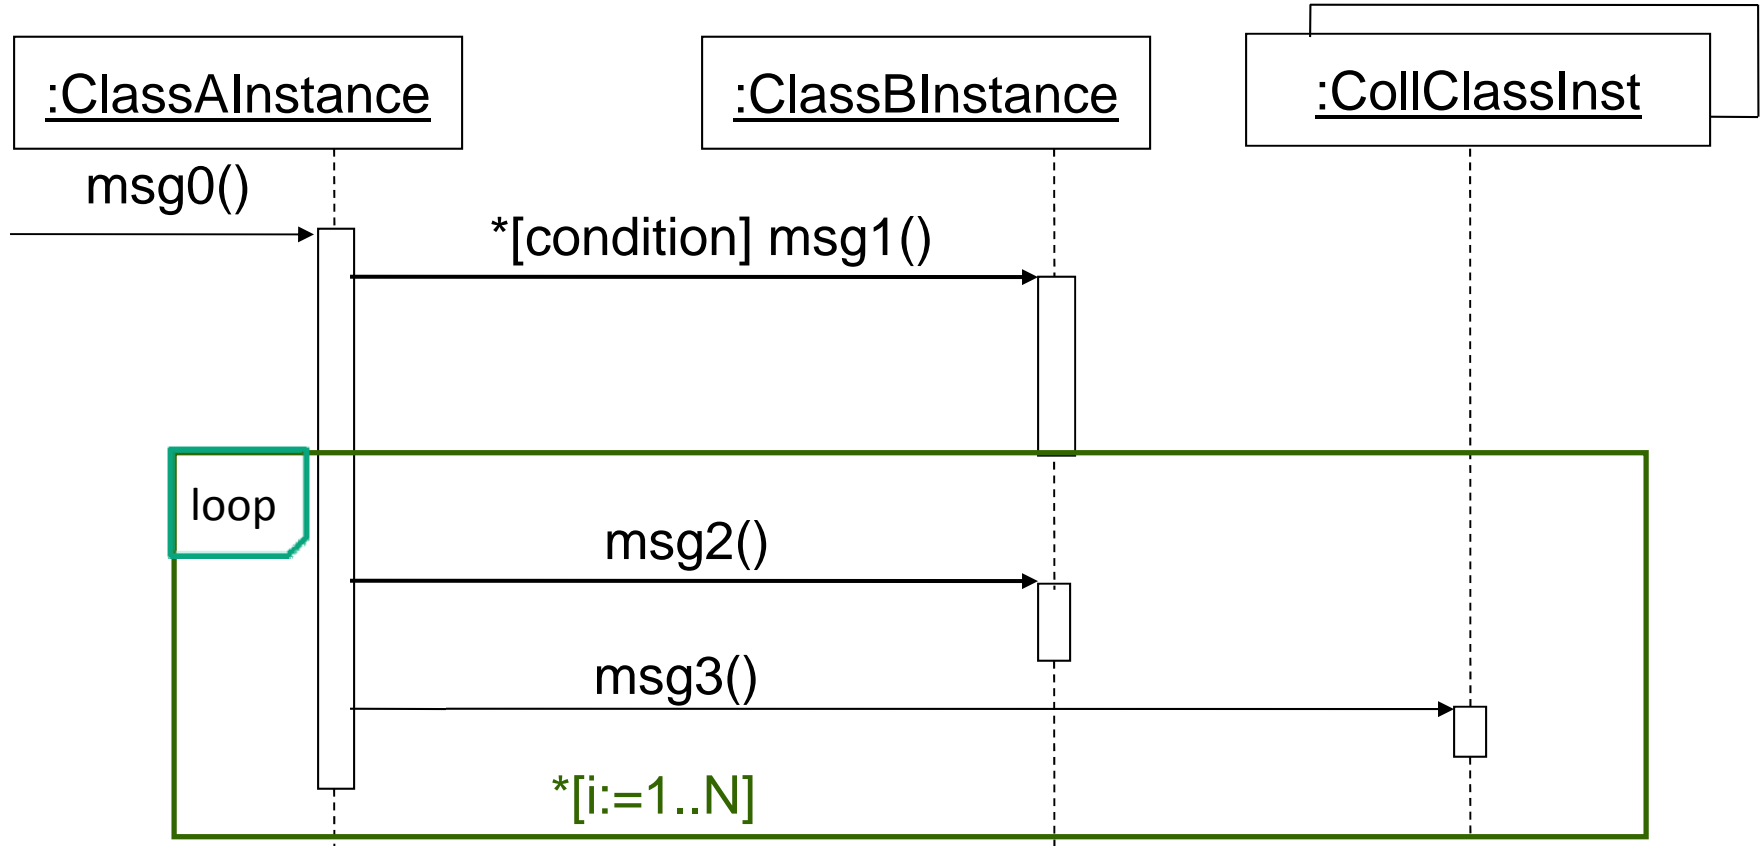 :ClassAInstance
:ClassBInstance
:CollClassInst
msg0()
*[condition] msg1()
loop
msg2()
msg3()
*[i:=1..N]